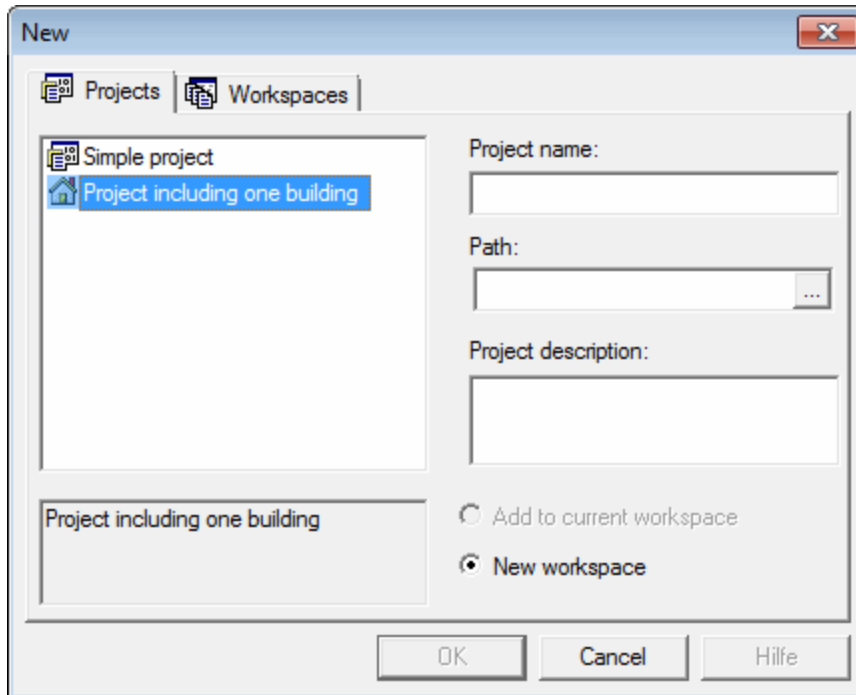 New
Projects
Workspaces
Simple project
Project including one building
Project name:
Path:
...
Project description:
Project including one building
Add to current workspace
New workspace
OK
Cancel
Hilfe